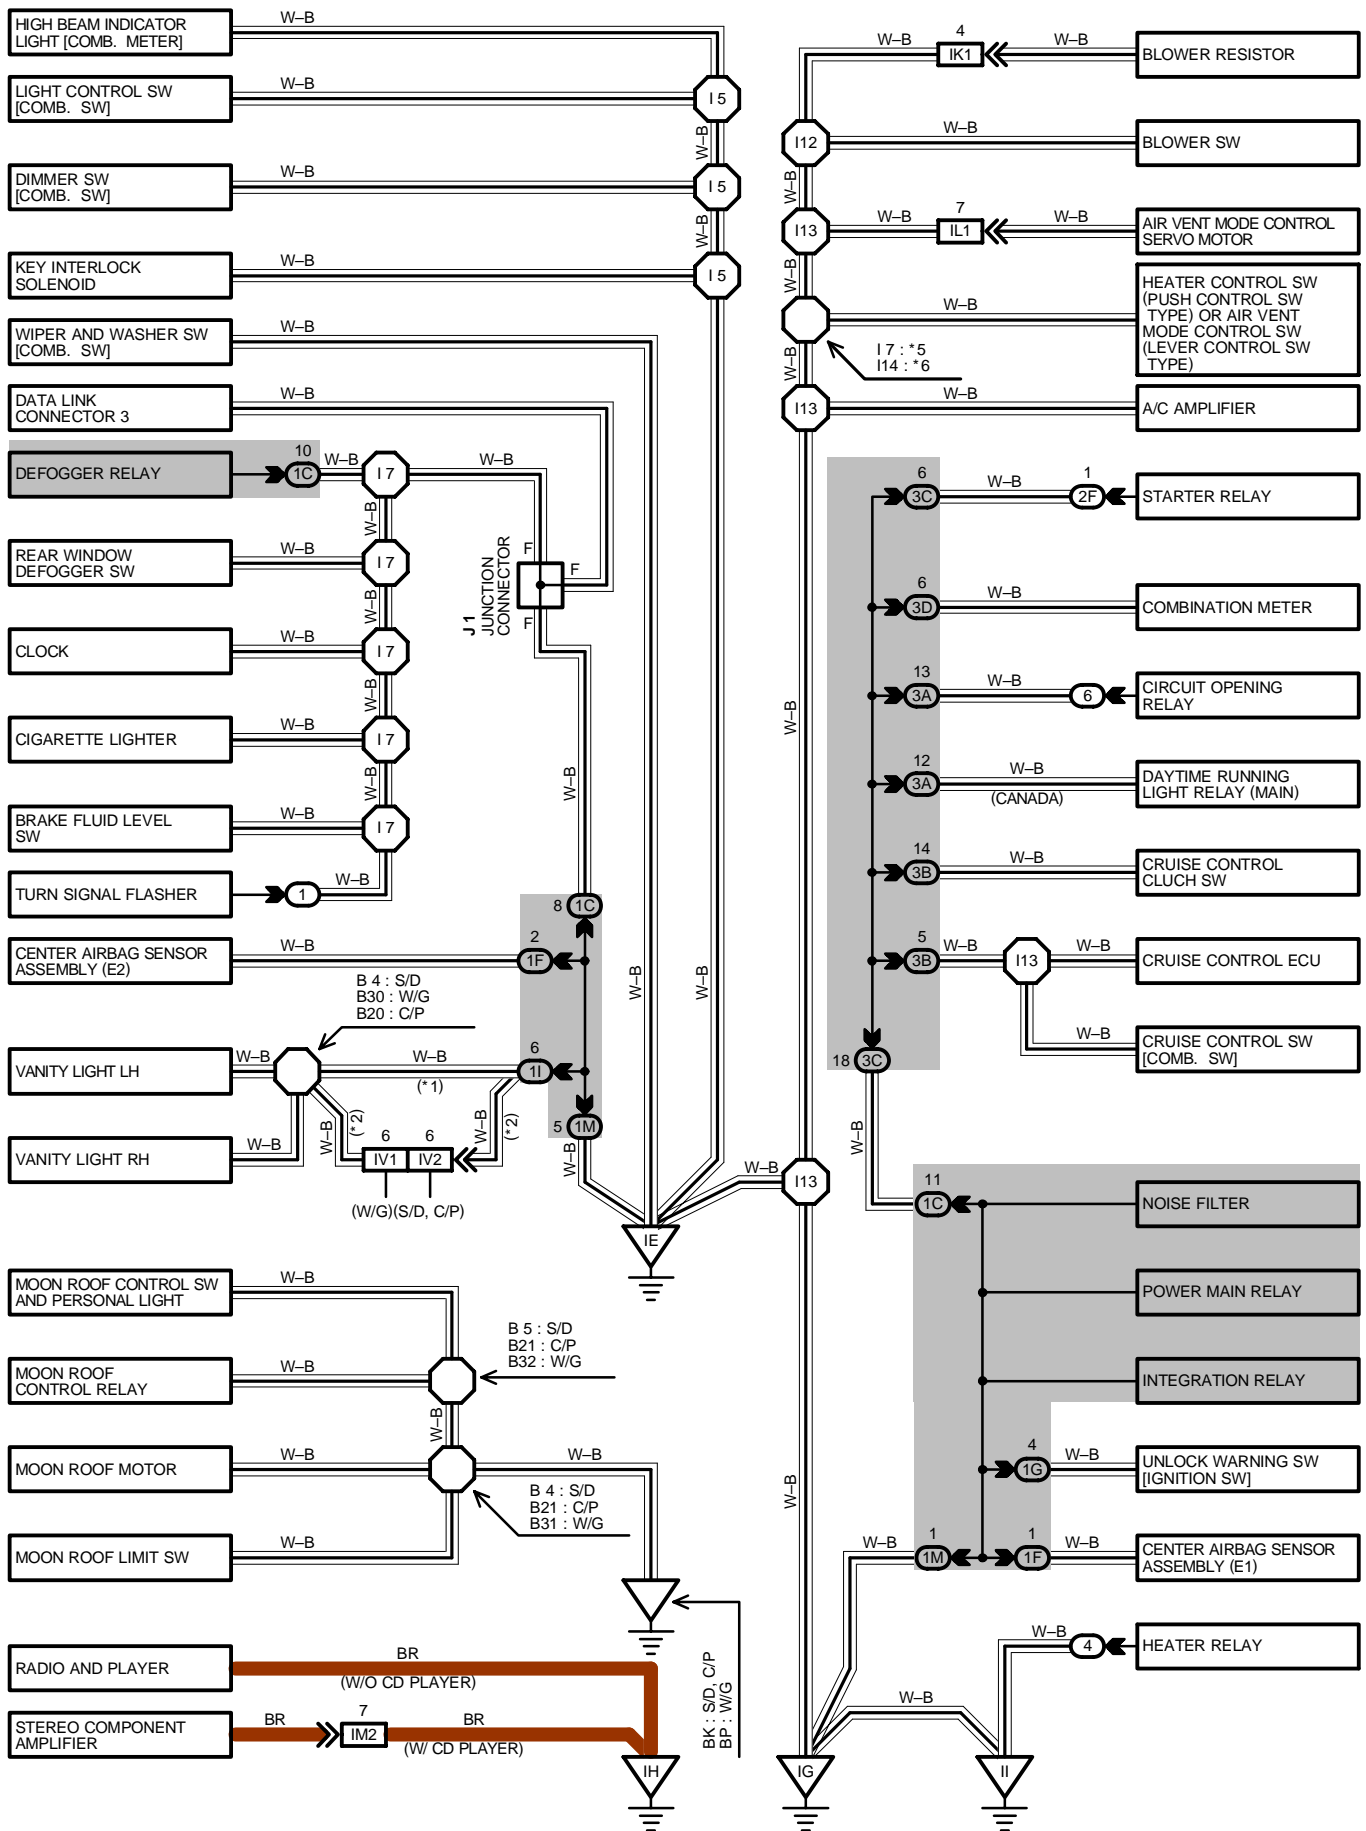 HIGH BEAM INDICATOR
LIGHT [COMB. METER]
W–B
LIGHT CONTROL SW
[COMB. SW]
W–B
I 5
W–B
DIMMER SW
[COMB. SW]
W–B
I 5
W–B
KEY INTERLOCK
SOLENOID
W–B
I 5
WIPER AND WASHER SW
[COMB. SW]
W–B
DATA LINK
CONNECTOR 3
W–B
DEFOGGER RELAY
10
1C
W–B
I 7
W–B
W–B
REAR WINDOW
DEFOGGER SW
W–B
I 7
W–B
F
F
F
J 1
JUNCTION
CONNECTOR
CLOCK
W–B
I 7
W–B
CIGARETTE LIGHTER
W–B
I 7
W–B
W–B
BRAKE FLUID LEVEL
SW
W–B
I 7
TURN SIGNAL FLASHER
1
W–B
8
1C
CENTER AIRBAG SENSOR
ASSEMBLY (E2)
W–B
2
1F
W–B
W–B
B 4 : S/D
B30 : W/G
B20 : C/P
VANITY LIGHT LH
W–B
W–B
(*1)
6
1I
W–B
(*2)
W–B
(*2)
5
1M
W–B
VANITY LIGHT RH
W–B
6
6
IV1
IV2
(W/G)(S/D, C/P)
IE
MOON ROOF CONTROL SW
AND PERSONAL LIGHT
W–B
B 5 : S/D
B21 : C/P
B32 : W/G
MOON ROOF
CONTROL RELAY
W–B
W–B
MOON ROOF MOTOR
W–B
W–B
B 4 : S/D
B21 : C/P
B31 : W/G
MOON ROOF LIMIT SW
W–B
BK : S/D, C/P
BP : W/G
RADIO AND PLAYER
BR
(W/O CD PLAYER)
STEREO COMPONENT
AMPLIFIER
BR
7
IM2
BR
(W/ CD PLAYER)
IH
W–B
4
IK1
W–B
BLOWER RESISTOR
I12
W–B
BLOWER SW
W–B
I13
W–B
7
IL1
W–B
AIR VENT MODE CONTROL
SERVO MOTOR
W–B
W–B
HEATER CONTROL SW
(PUSH CONTROL SW
TYPE) OR AIR VENT
MODE CONTROL SW
(LEVER CONTROL SW
TYPE)
I 7 : *5
I14 : *6
W–B
I13
W–B
A/C AMPLIFIER
6
3C
W–B
1
2F
STARTER RELAY
6
3D
W–B
COMBINATION METER
W–B
13
3A
W–B
6
CIRCUIT OPENING
RELAY
12
3A
W–B
(CANADA)
DAYTIME RUNNING
LIGHT RELAY (MAIN)
14
3B
W–B
CRUISE CONTROL
CLUCH SW
5
3B
W–B
I13
W–B
CRUISE CONTROL ECU
W–B
CRUISE CONTROL SW
[COMB. SW]
18
3C
W–B
W–B
I13
11
1C
NOISE FILTER
POWER MAIN RELAY
INTEGRATION RELAY
4
1G
W–B
UNLOCK WARNING SW
[IGNITION SW]
W–B
W–B
1
1M
1
1F
W–B
CENTER AIRBAG SENSOR
ASSEMBLY (E1)
W–B
4
HEATER RELAY
W–B
IG
II